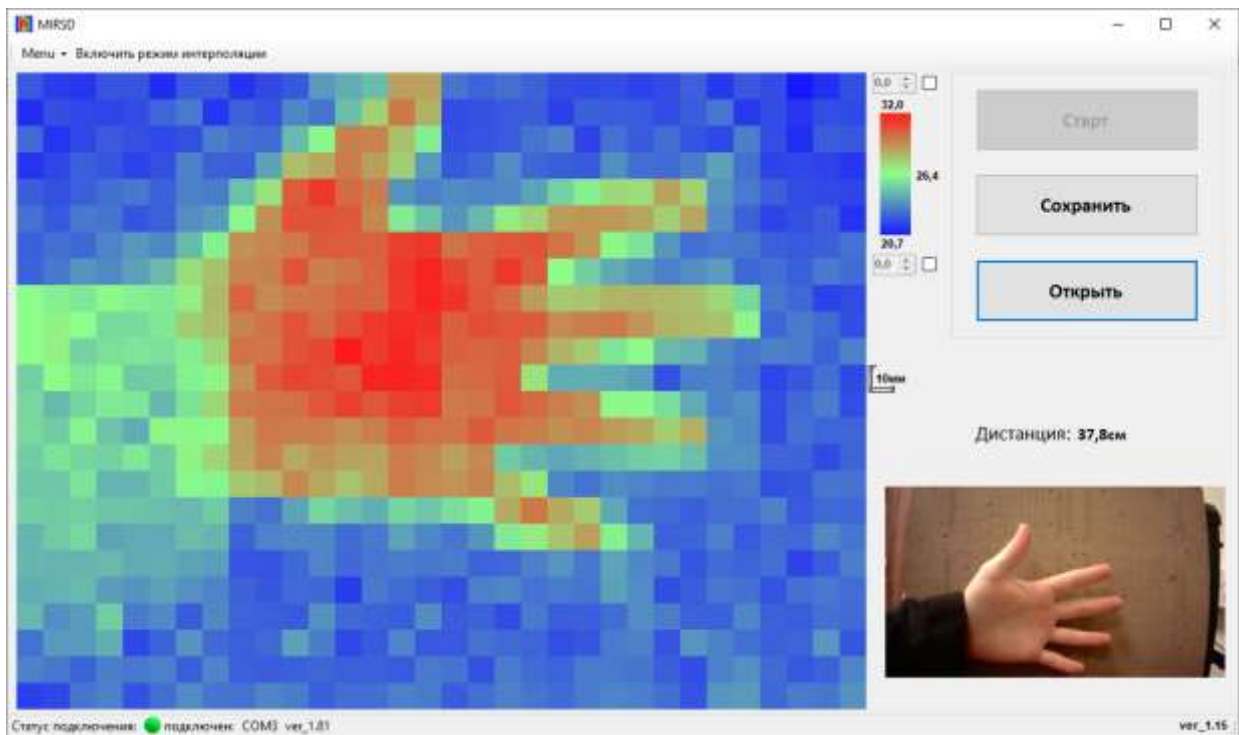 MIRSD
Menu Включить режим интерполяции
0,0
32,0
26,4
20,7
0,0
Старт
Сохранить
Открыть
10мм
Дистанция: 37,8см
Статус подключения: подключен: COM3 ver_1.81
ver_1.15